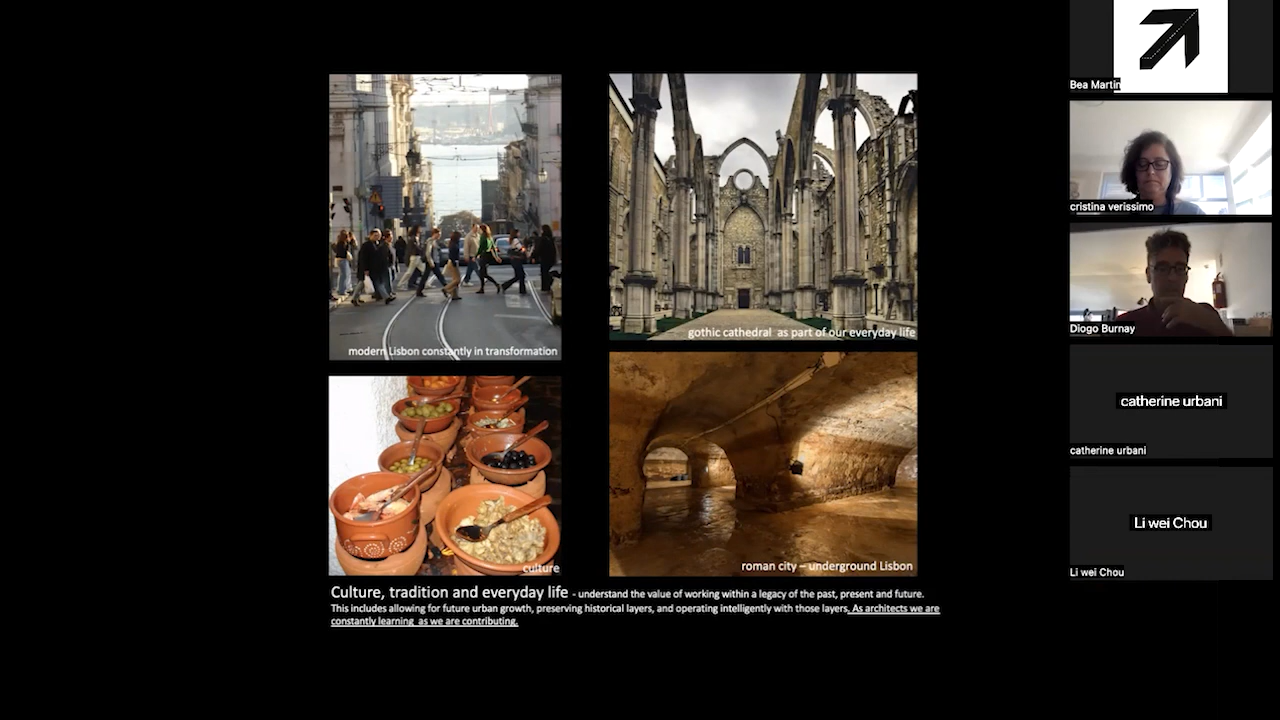 modern Lisbon constantly in transformation
gothic cathedral as part of our everyday life
culture
roman city – underground Lisbon
Culture, tradition and everyday life - understand the value of working within a legacy of the past, present and future.
This includes allowing for future urban growth, preserving historical layers, and operating intelligently with those layers. As architects we are
constantly learning as we are contributing.
Bea Martin
cristina verissimo
Diogo Burnay
catherine urbani
catherine urbani
Li wei Chou
Li wei Chou